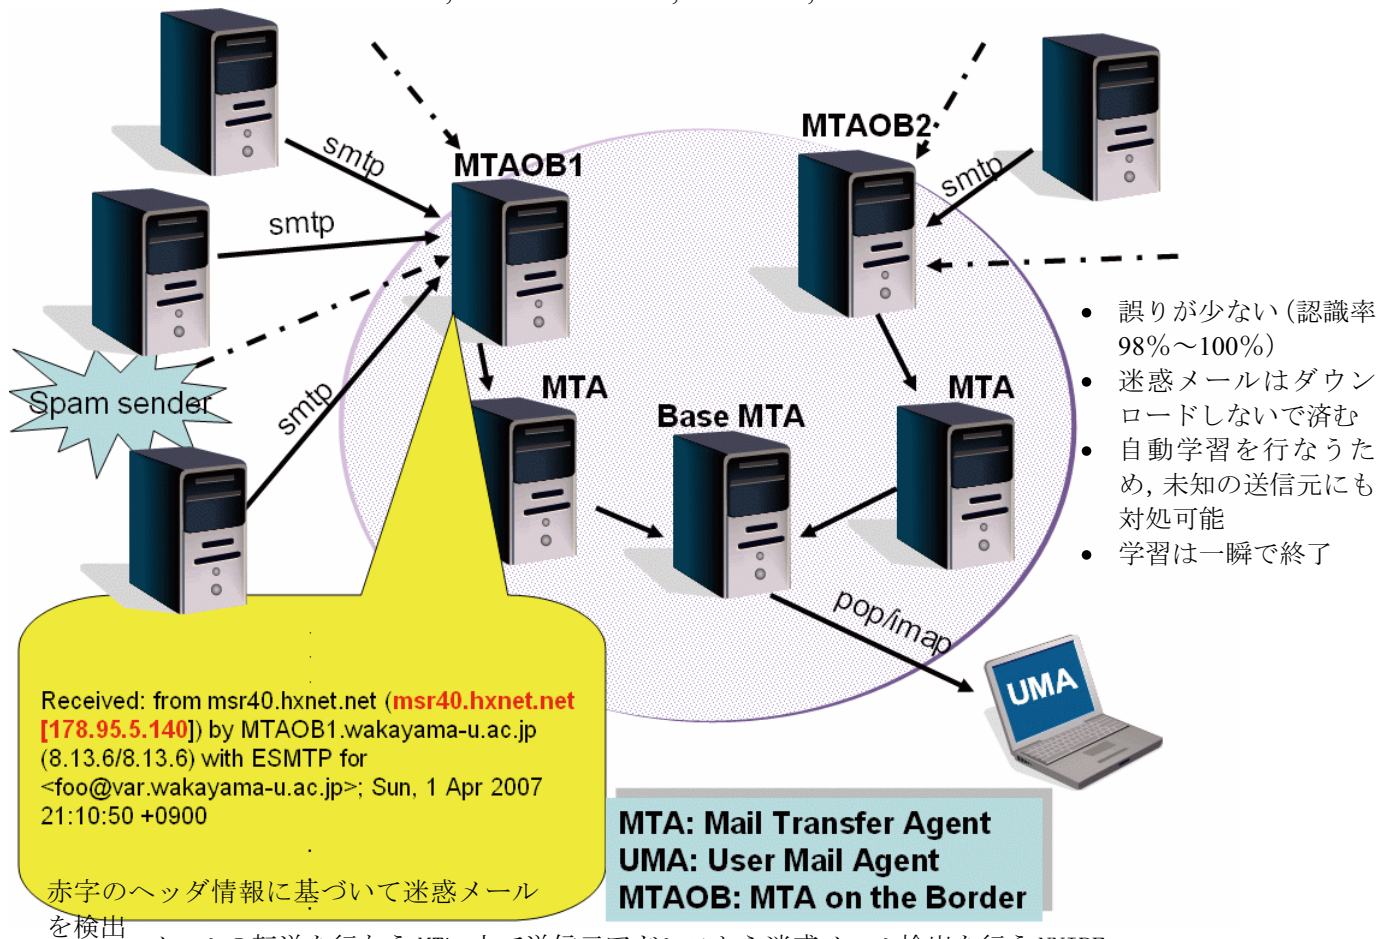 MTAOB2
smtp
MTAOB1
smtp
smtp
smtp
Spam sender
smtp
MTA
Base MTA
MTA
pop/imap
UMA
• 誤りが少ない（認識率
98％～100％）
• 迷惑メールはダウン
ロードしないで済む
• 自動学習を行なうた
め，未知の送信元にも
対処可能
• 学習は一瞬で終了
Received: from msr40.hxnet.net (msr40.hxnet.net
[178.95.5.140]) by MTAOB1.wakayama-u.ac.jp
(8.13.6/8.13.6) with ESMTP for
<foo@var.wakayama-u.ac.jp>; Sun, 1 Apr 2007
21:10:50 +0900
赤字のヘッダ情報に基づいて迷惑メール
を検出
MTA: Mail Transfer Agent
UMA: User Mail Agent
MTAOB: MTA on the Border